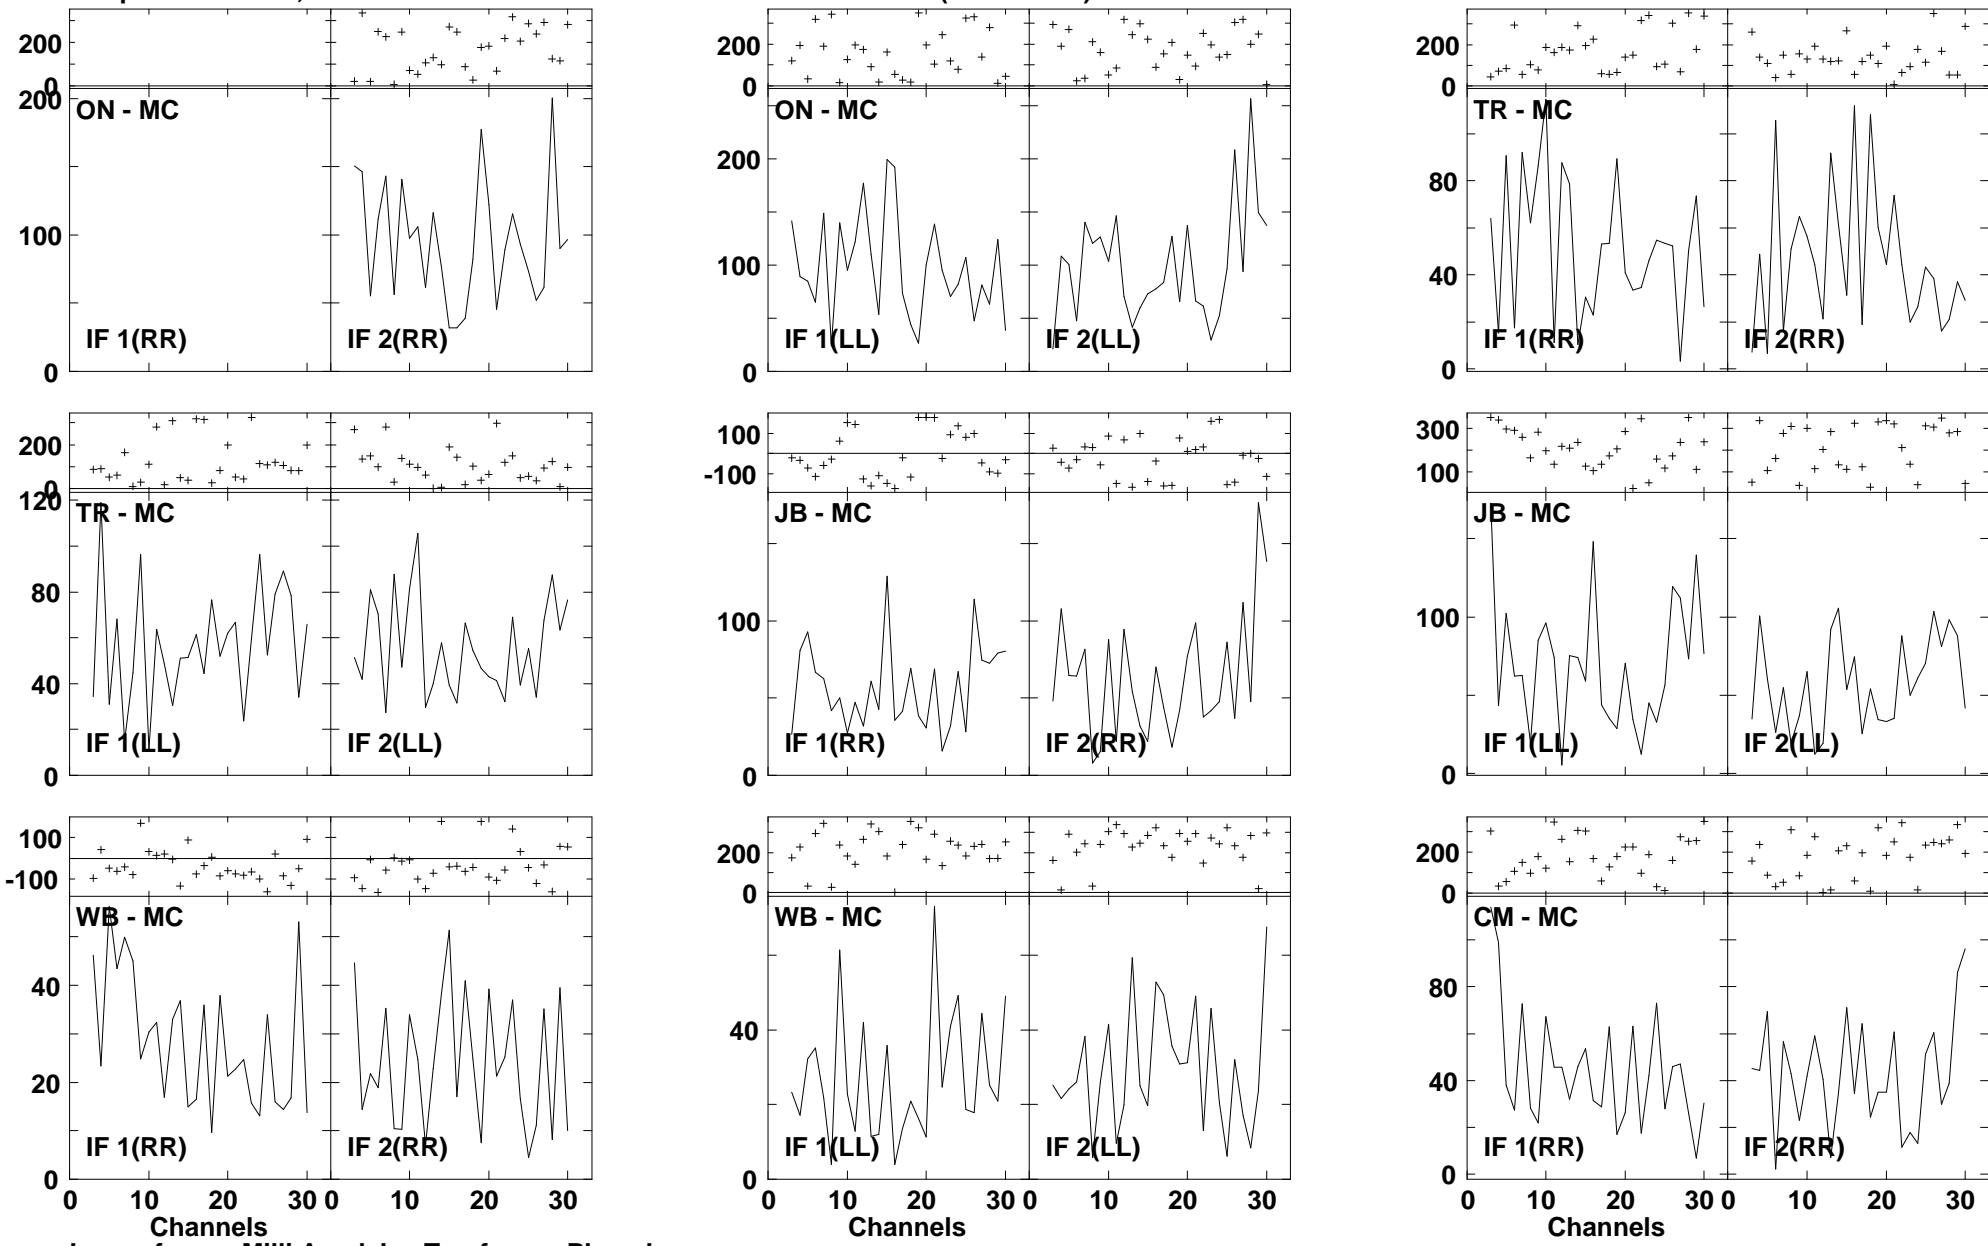 200 200 200
0 0 0
200 ON - MC ON - MC TR - MC
200 80
100 100 40
IF 1(RR) IF 2(RR) IF 1(LL) IF 2(LL) IF 1(RR) IF 2(RR)
0 0 0
200 100 300
0 -100 100
120 TR - MC JB - MC JB - MC
80 100 100
40
IF 1(LL) IF 2(LL) IF 1(RR) IF 2(RR) IF 1(LL) IF 2(LL)
0 0 0
100 200 200
-100 0 0
WB - MC WB - MC CM - MC
40 40 80
20 40
IF 1(RR) IF 2(RR) IF 1(LL) IF 2(LL) IF 1(RR) IF 2(RR)
0 0 0
0 10 20 30 0 10 20 30 0 10 20 30 0 10 20 30 0 10 20 30 0 10 20 30
Channels Channels Channels